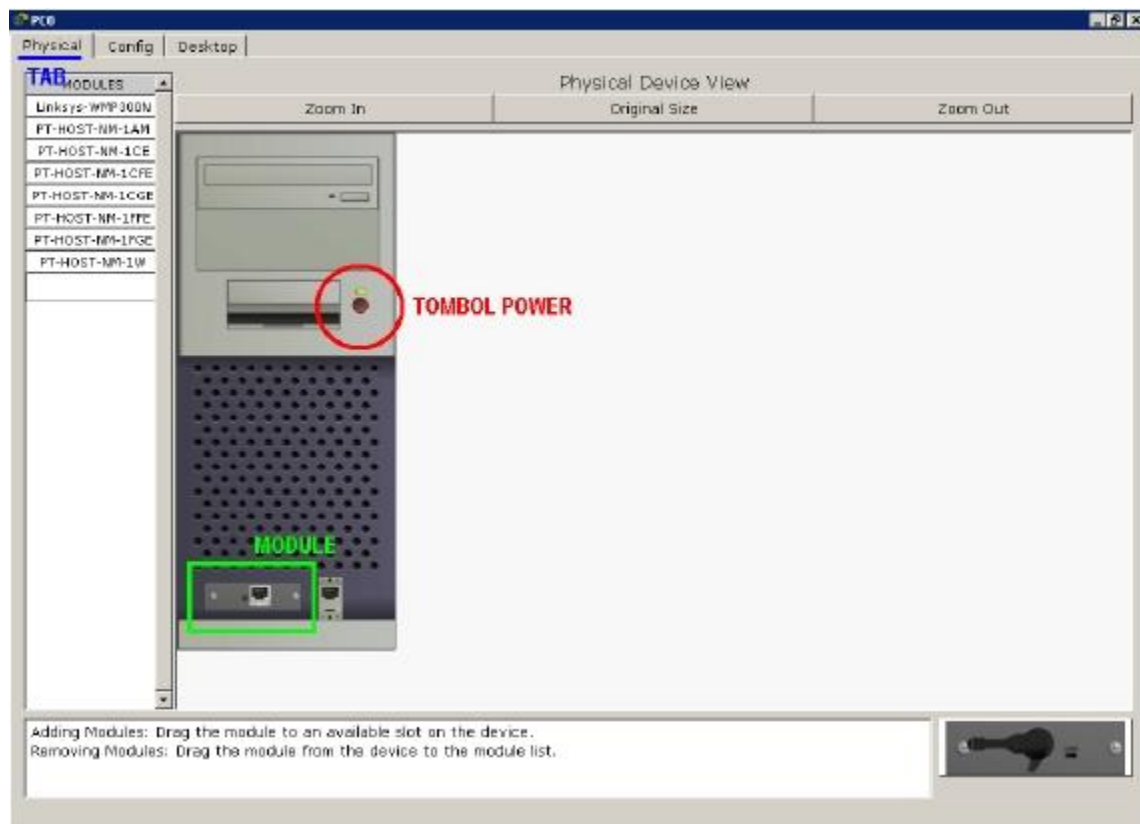 PC0
Physical Config Desktop
TAB
MODULES
Physical Device View
Linksys-WMP300N
Zoom In Original Size Zoom Out
PT-HOST-NM-1AM
PT-HOST-NM-1CE
PT-HOST-NM-1CFE
PT-HOST-NM-1CGE
PT-HOST-NM-1FFE
PT-HOST-NM-1FGE
PT-HOST-NM-1W
TOMBOL POWER
MODULE
Adding Modules: Drag the module to an available slot on the device.
Removing Modules: Drag the module from the device to the module list.